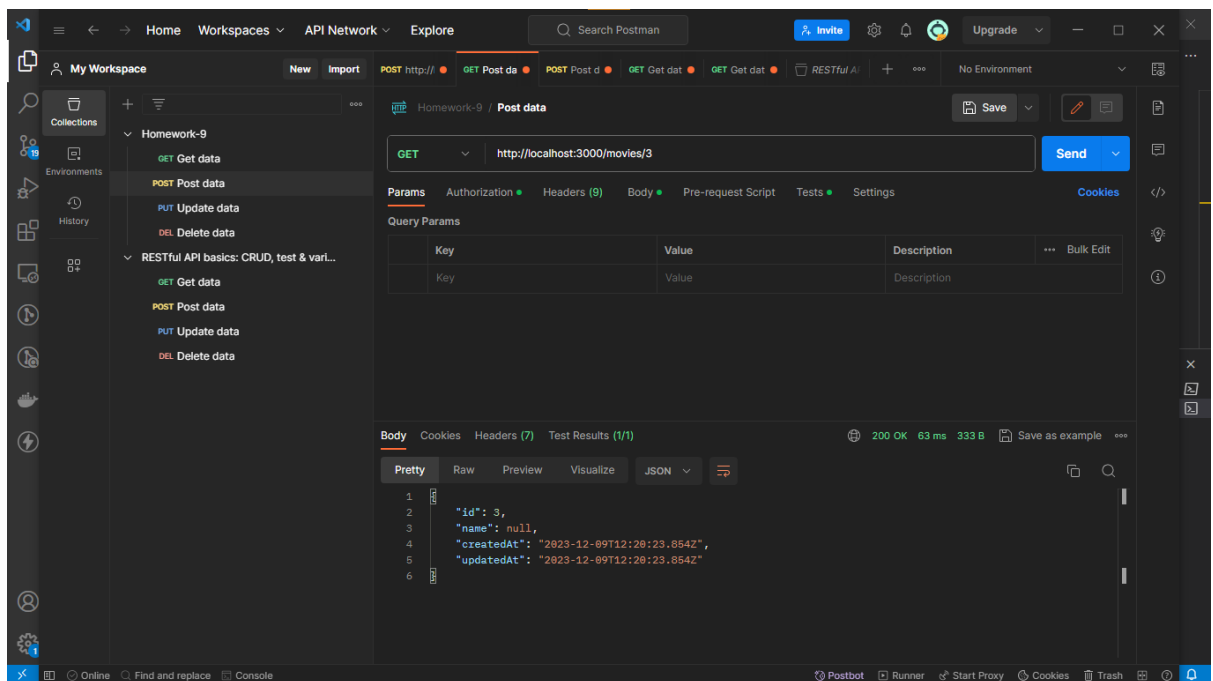 Home Workspaces API Network Explore Search Postman Invite Upgrade
My Workspace New Import POST http:// GET Post da POST Post d GET Get dat GET Get dat RESTful A No Environment
Collections
Environments
History
19
1
Homework-9
GET Get data
POST Post data
PUT Update data
DEL Delete data
RESTful API basics: CRUD, test & vari...
GET Get data
POST Post data
PUT Update data
DEL Delete data
HTTP Homework-9 / Post data Save
GET http://localhost:3000/movies/3 Send
Params Authorization Headers (9) Body Pre-request Script Tests Settings Cookies
Query Params
Key Value Description Bulk Edit
Key Value Description
Body Cookies Headers (7) Test Results (1/1) 200 OK 63 ms 333 B Save as example
Pretty Raw Preview Visualize JSON
1 {
2 "id": 3,
3 "name": null,
4 "createdAt": "2023-12-09T12:20:23.854Z",
5 "updatedAt": "2023-12-09T12:20:23.854Z"
6 }
Online Find and replace Console Postbot Runner Start Proxy Cookies Trash